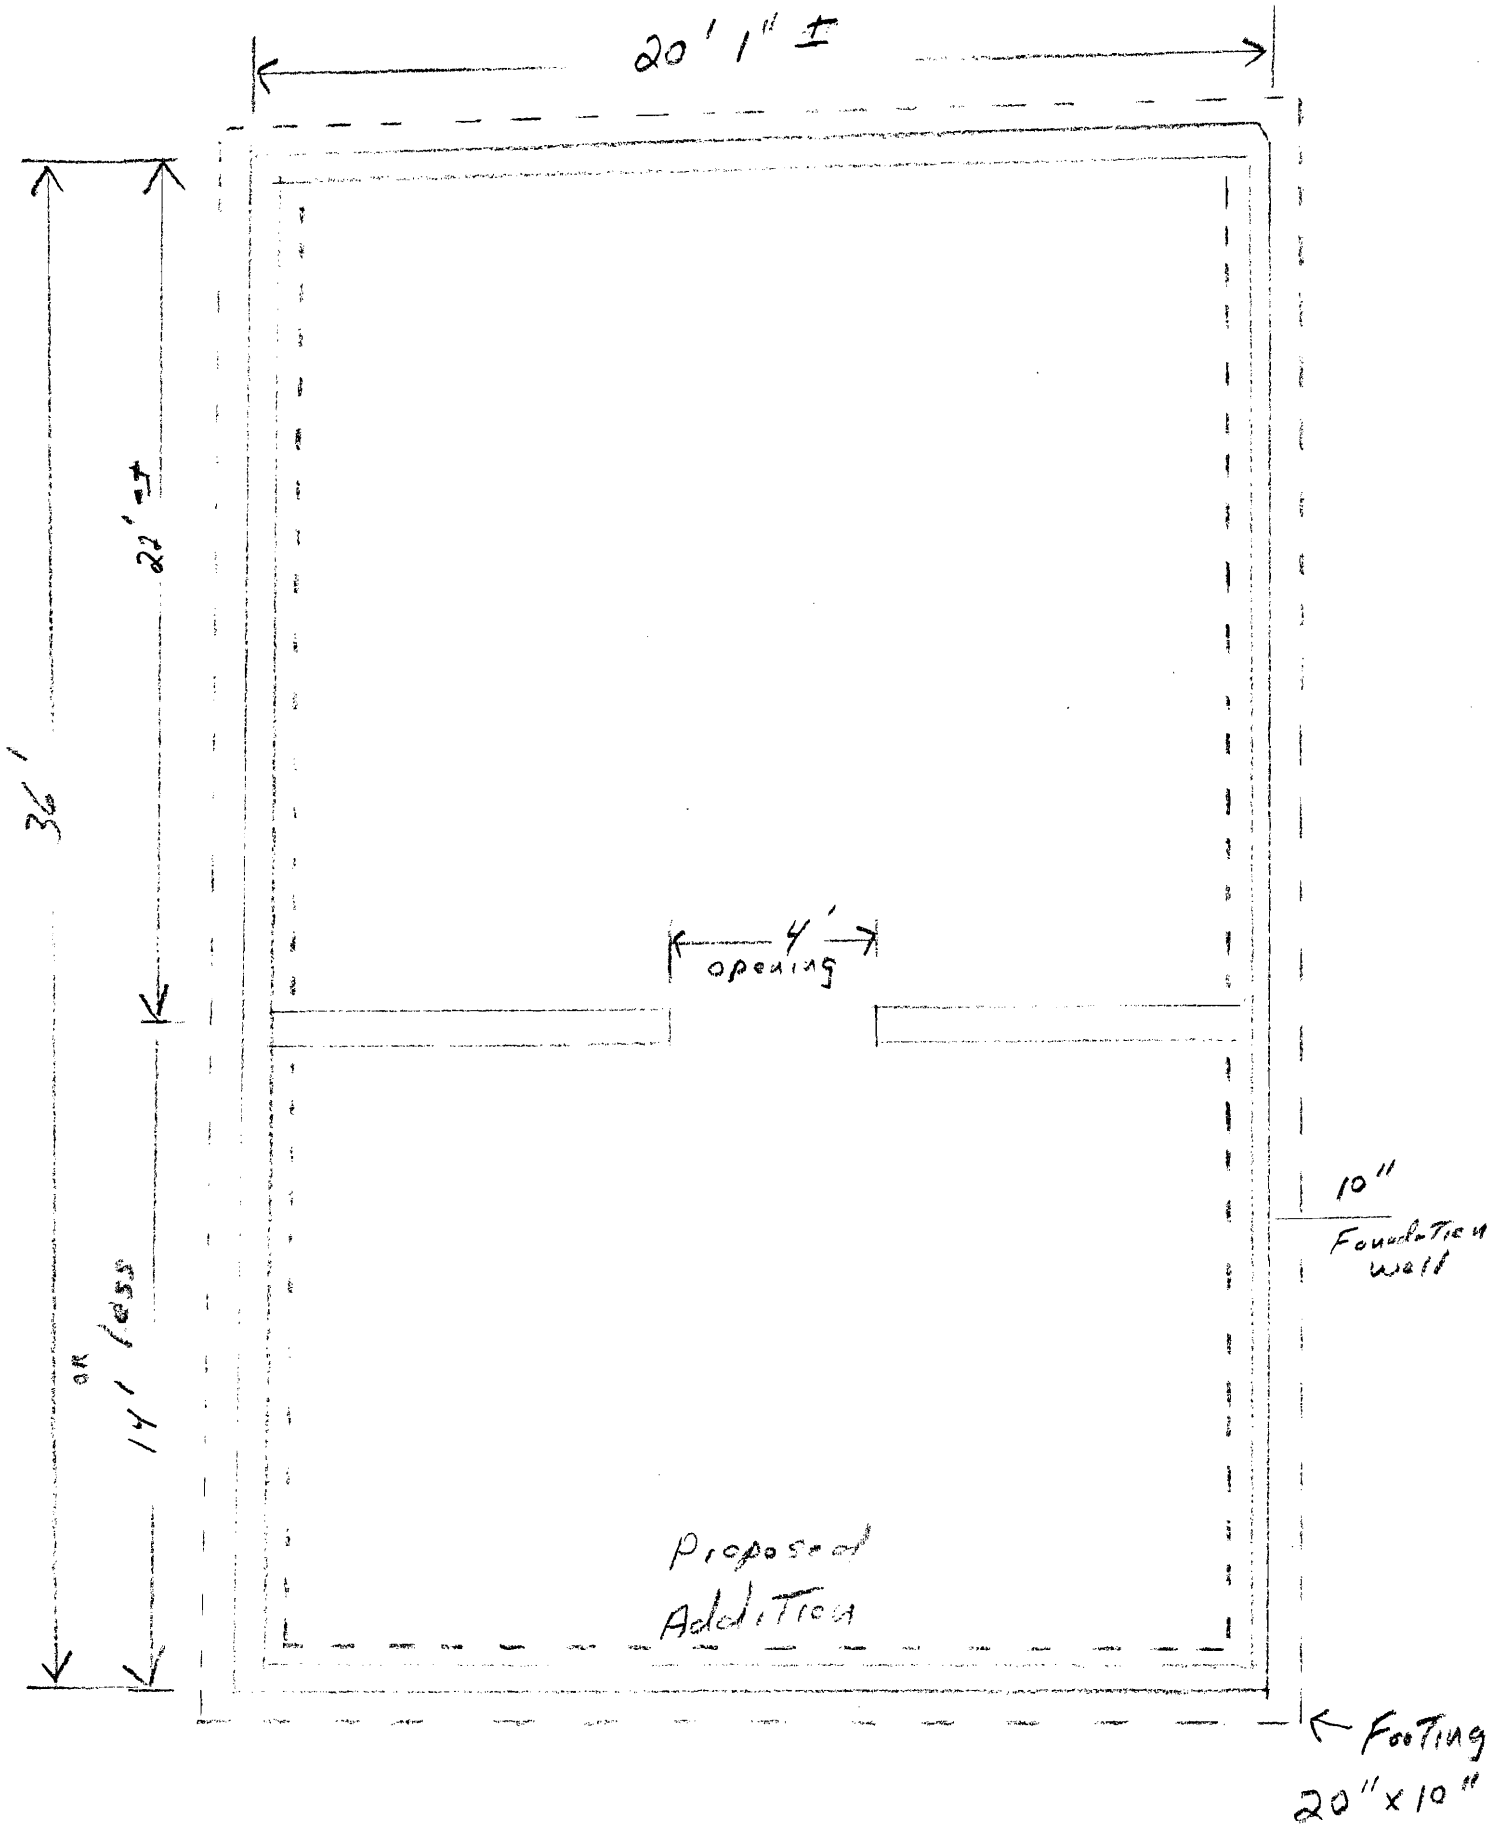 20' 1" ±
22' ±
36'
4'
opening
10"
Foundation
Wall
or
14' less
Proposed
Addition
Footing
20" x 10"